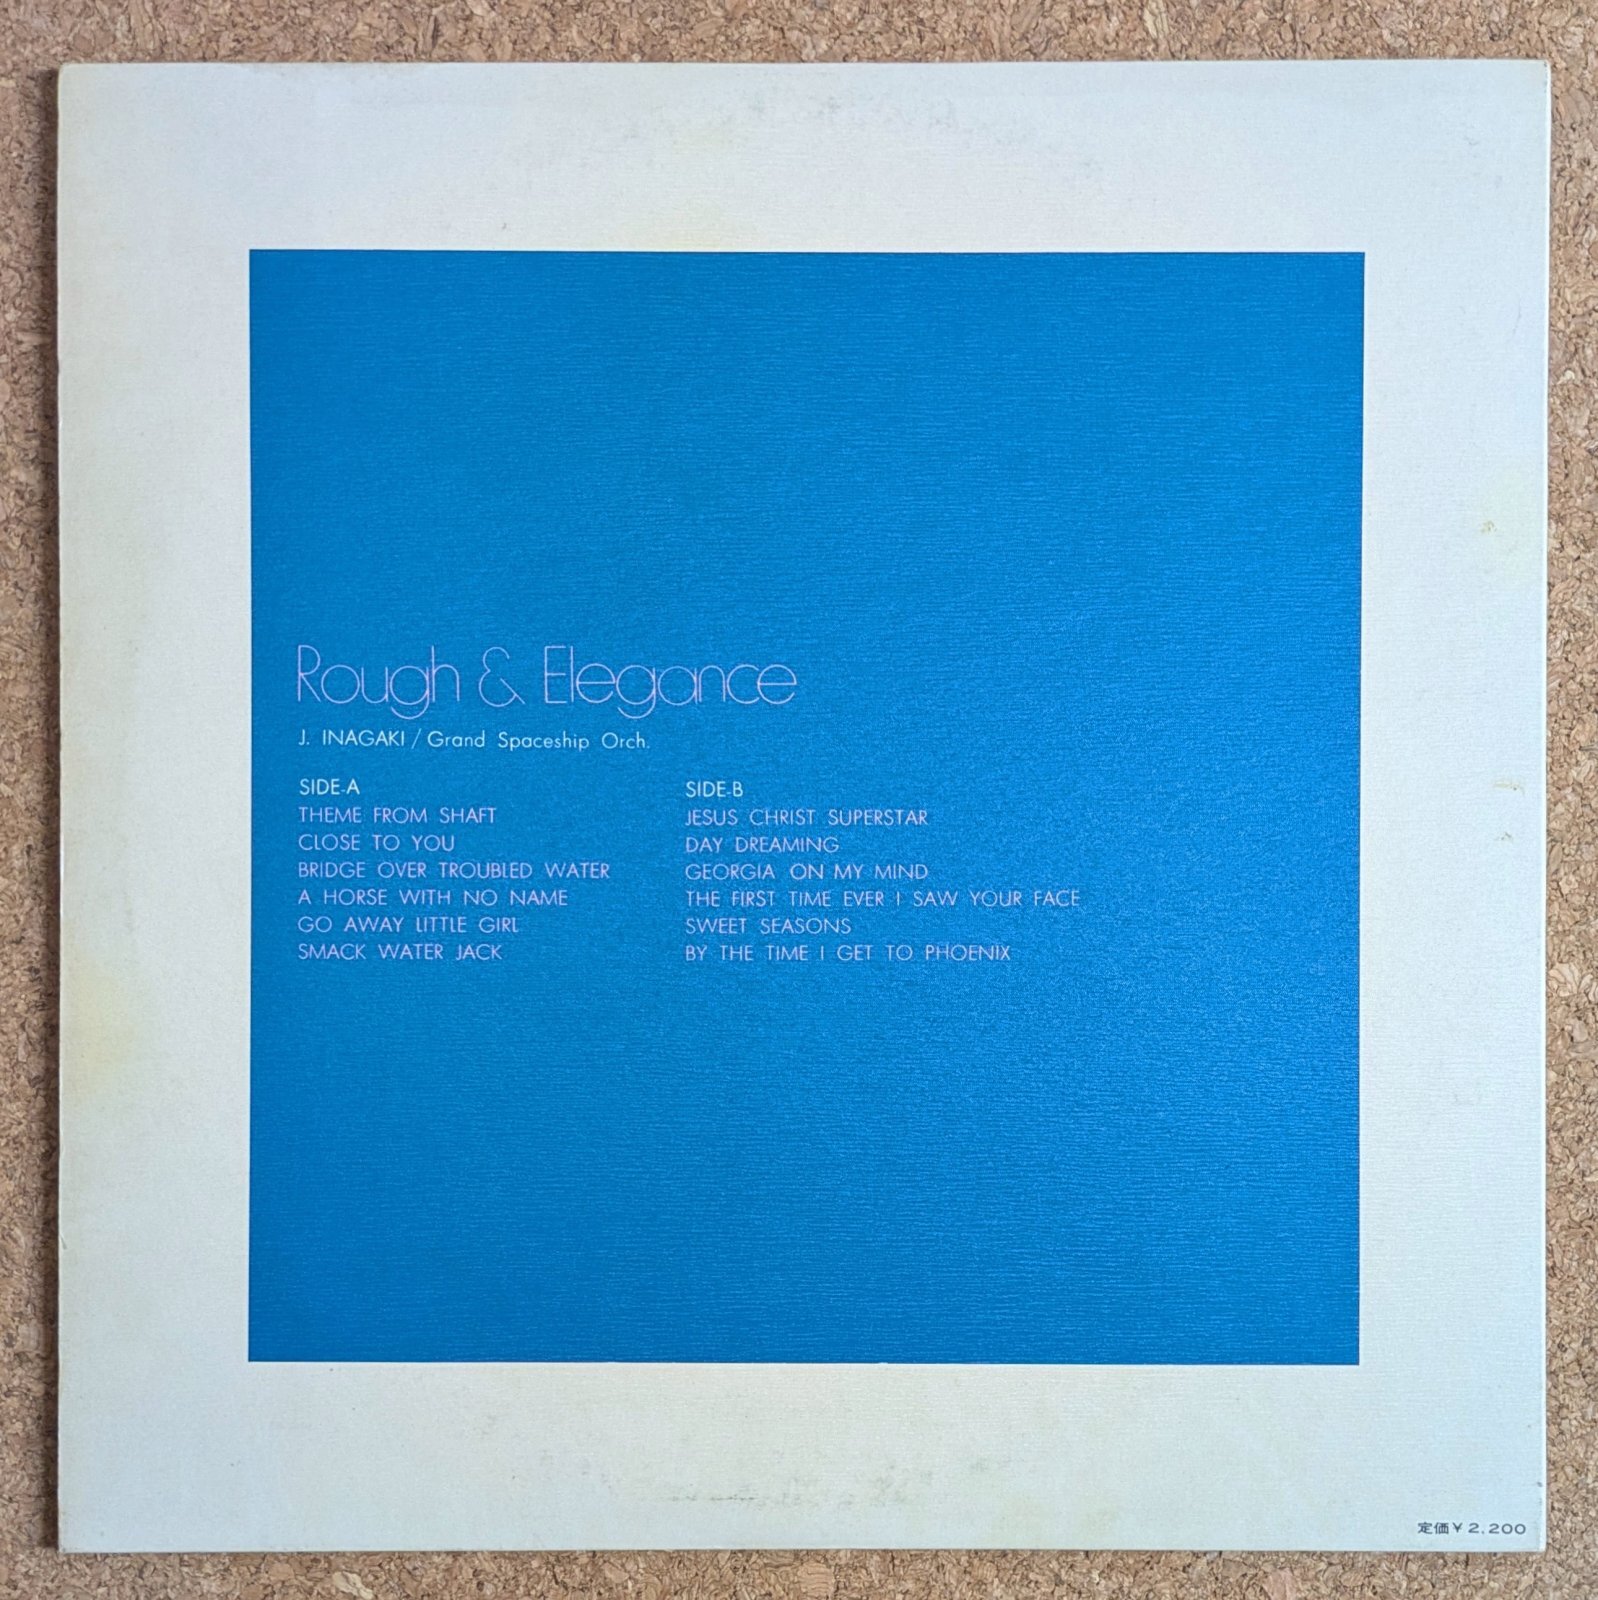 Rough & Elegance
J. INAGAKI / Grand Spaceship Orch.
SIDE-A
THEME FROM SHAFT
CLOSE TO YOU
BRIDGE OVER TROUBLED WATER
A HORSE WITH NO NAME
GO AWAY LITTLE GIRL
SMACK WATER JACK
SIDE-B
JESUS CHRIST SUPERSTAR
DAY DREAMING
GEORGIA ON MY MIND
THE FIRST TIME EVER I SAW YOUR FACE
SWEET SEASONS
BY THE TIME I GET TO PHOENIX
定価¥2,200